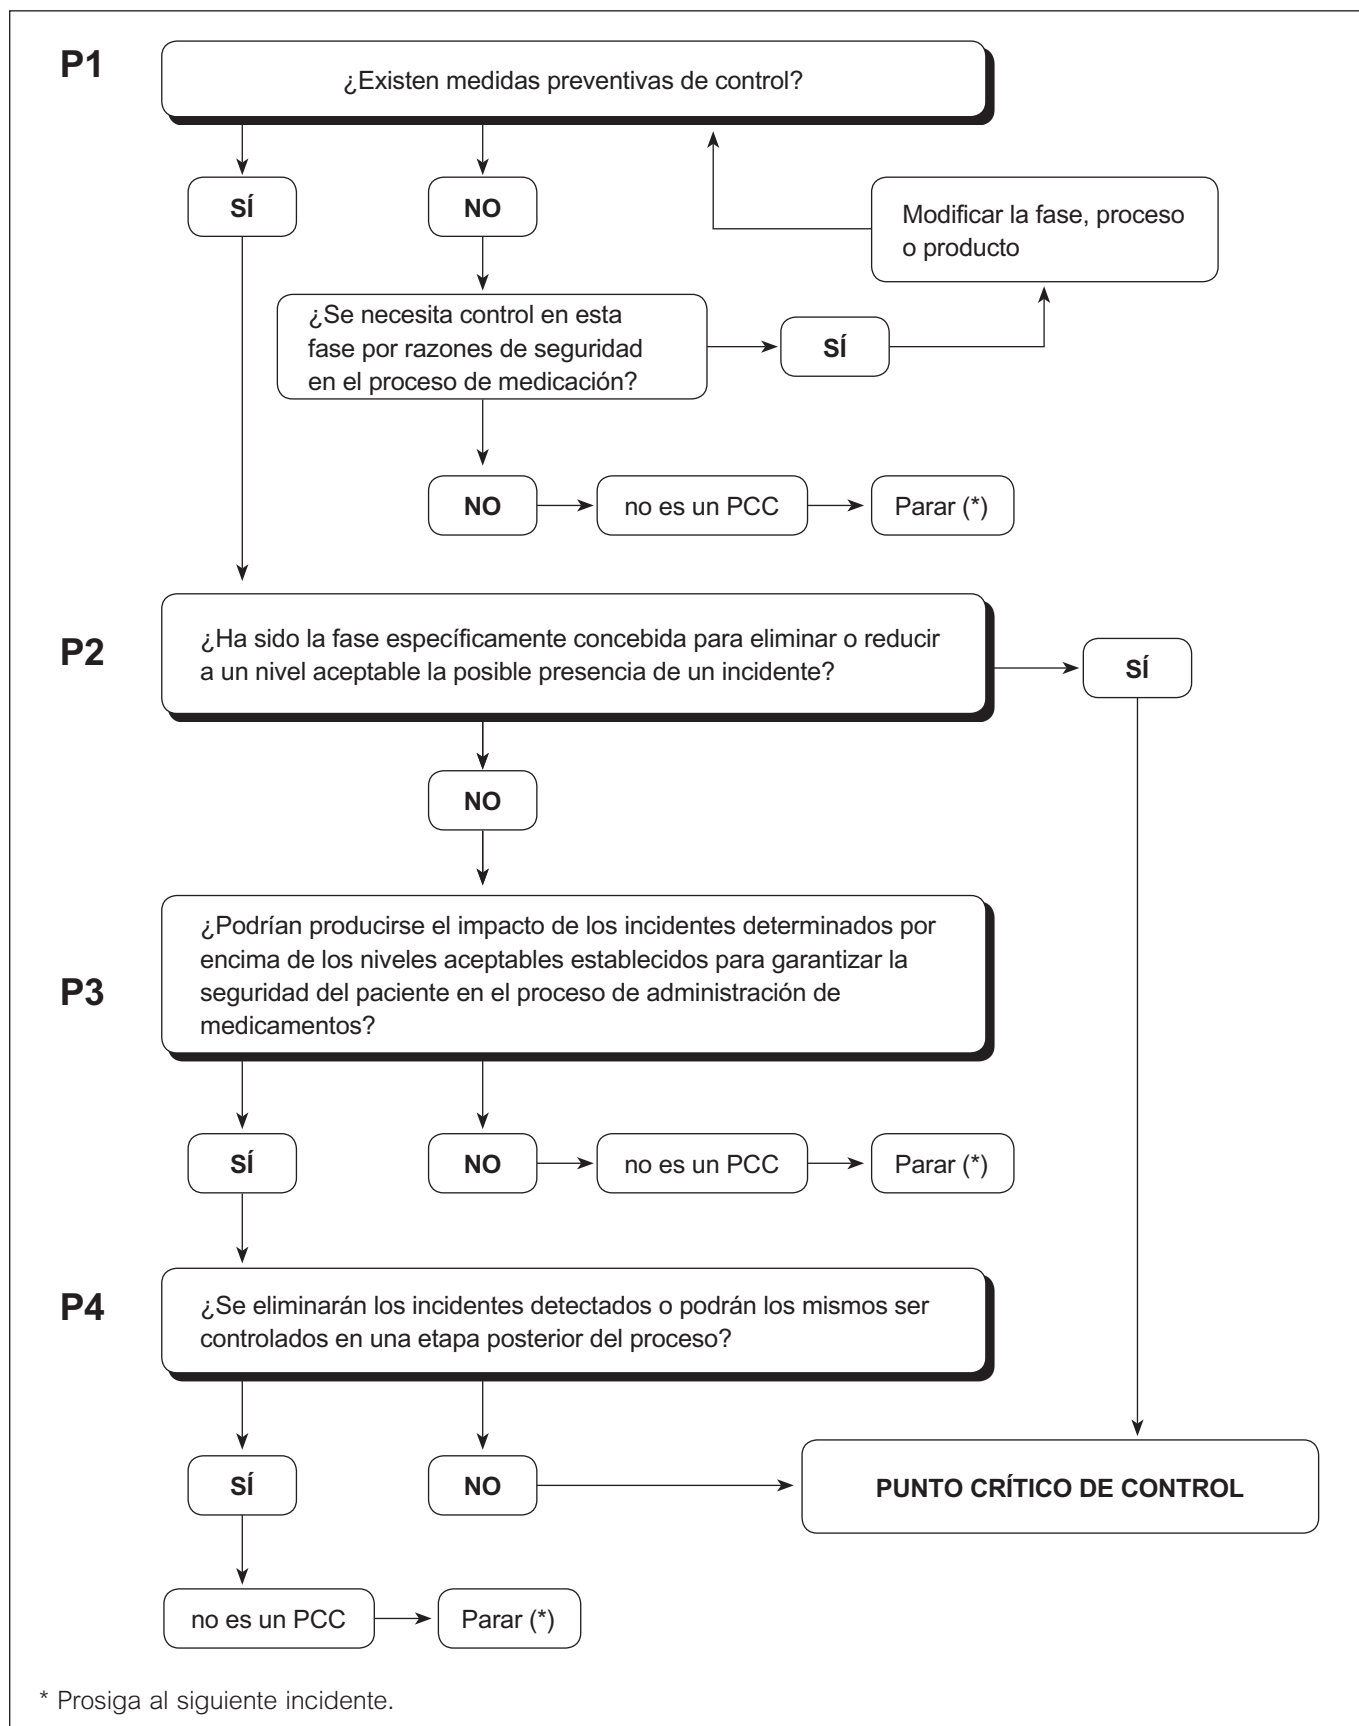 P1
¿Existen medidas preventivas de control?
SÍ
NO
Modificar la fase, proceso
o producto
¿Se necesita control en esta
fase por razones de seguridad
en el proceso de medicación?
SÍ
NO
no es un PCC
Parar (*)
P2
¿Ha sido la fase específicamente concebida para eliminar o reducir
a un nivel aceptable la posible presencia de un incidente?
SÍ
NO
P3
¿Podrían producirse el impacto de los incidentes determinados por
encima de los niveles aceptables establecidos para garantizar la
seguridad del paciente en el proceso de administración de
medicamentos?
SÍ
NO
no es un PCC
Parar (*)
P4
¿Se eliminarán los incidentes detectados o podrán los mismos ser
controlados en una etapa posterior del proceso?
SÍ
NO
PUNTO CRÍTICO DE CONTROL
no es un PCC
Parar (*)
* Prosiga al siguiente incidente.